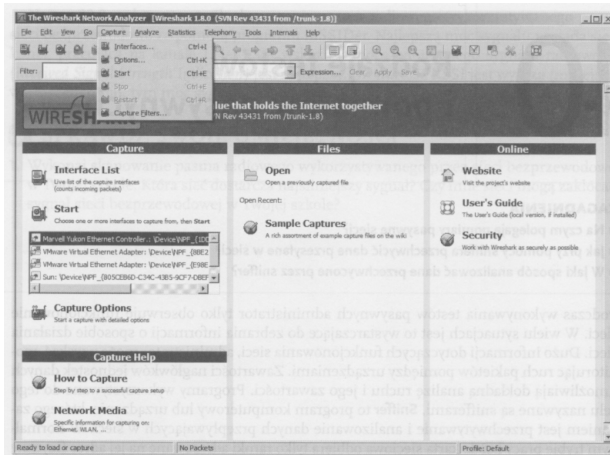 The Wireshark Network Analyzer [Wireshark 1.8.0 (SVN Rev 43431 from /trunk-1.8)]
File Edit View Go Capture Analyze Statistics Telephony Tools Internals Help
Interfaces... Ctrl+I
Options... Ctrl+K
Start Ctrl+E
Stop Ctrl+E
Restart Ctrl+R
Capture Filters...
Filter:
Expression... Clear Apply Save
WIRESHARK
lue that holds the Internet together
N Rev 43431 from /trunk-1.8)
Capture
Interface List
Live list of the capture interfaces
(counts incoming packets)
Start
Choose one or more interfaces to capture from, then Start
Marvell Yukon Ethernet Controller.: \Device\NPF_{1DC
VMware Virtual Ethernet Adapter: \Device\NPF_{8BE2
VMware Virtual Ethernet Adapter: \Device\NPF_{E9BE
Sun: \Device\NPF_{B05CEB6D-C34C-43B5-9CF7-DBEF
Capture Options
Start a capture with detailed options
Capture Help
How to Capture
Step by step to a successful capture setup
Network Media
Specific information for capturing on:
Ethernet, WLAN, ...
Files
Open
Open a previously captured file
Open Recent:
Sample Captures
A rich assortment of example capture files on the wiki
Online
Website
Visit the project's website
User's Guide
The User's Guide (local version, if installed)
Security
Work with Wireshark as securely as possible
Ready to load or capture
No Packets
Profile: Default